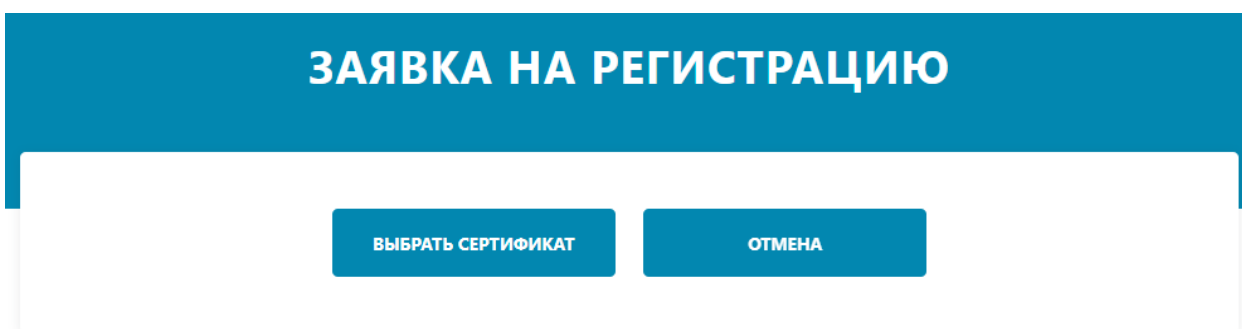 ЗАЯВКА НА РЕГИСТРАЦИЮ
ВЫБРАТЬ СЕРТИФИКАТ
ОТМЕНА